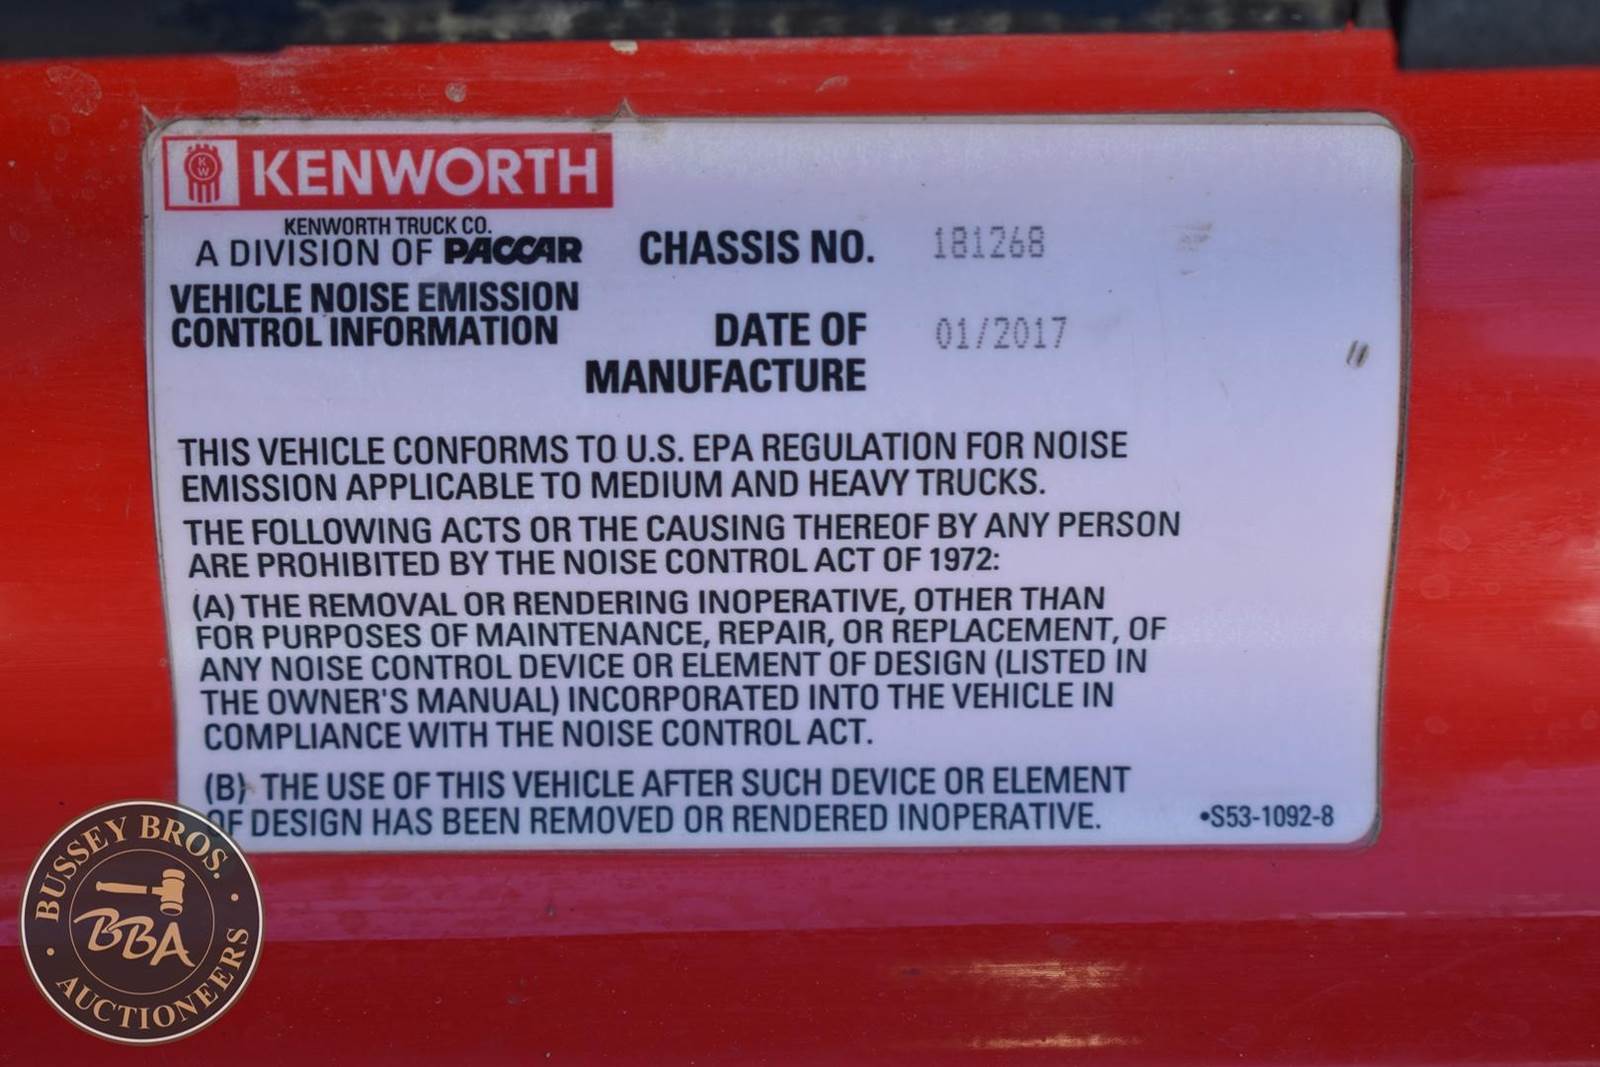 KW KENWORTH
KENWORTH TRUCK CO.
A DIVISION OF PACCAR
VEHICLE NOISE EMISSION
CONTROL INFORMATION
CHASSIS NO. 181268
DATE OF 01/2017
MANUFACTURE
THIS VEHICLE CONFORMS TO U.S. EPA REGULATION FOR NOISE
EMISSION APPLICABLE TO MEDIUM AND HEAVY TRUCKS.
THE FOLLOWING ACTS OR THE CAUSING THEREOF BY ANY PERSON
ARE PROHIBITED BY THE NOISE CONTROL ACT OF 1972:
(A) THE REMOVAL OR RENDERING INOPERATIVE, OTHER THAN
FOR PURPOSES OF MAINTENANCE, REPAIR, OR REPLACEMENT, OF
ANY NOISE CONTROL DEVICE OR ELEMENT OF DESIGN (LISTED IN
THE OWNER'S MANUAL) INCORPORATED INTO THE VEHICLE IN
COMPLIANCE WITH THE NOISE CONTROL ACT.
(B) THE USE OF THIS VEHICLE AFTER SUCH DEVICE OR ELEMENT
OF DESIGN HAS BEEN REMOVED OR RENDERED INOPERATIVE.
•S53-1092-8
BUSSEY BROS.
BBA
AUCTIONEERS